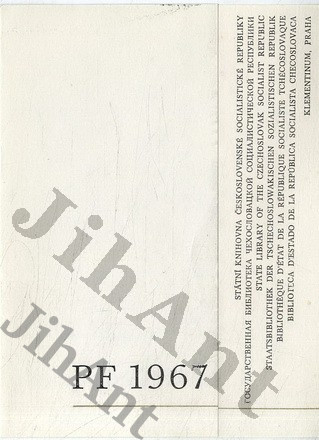 STÁTNÍ KNIHOVNA ČESKOSLOVENSKÉ SOCIALISTICKÉ REPUBLIKY
ГОСУДАРСТВЕННАЯ БИБЛИОТЕКА ЧЕХОСЛОВАЦКОЙ СОЦИАЛИСТИЧЕСКОЙ РЕСПУБЛИКИ
STATE LIBRARY OF THE CZECHOSLOVAK SOCIALIST REPUBLIC
STAATSBIBLIOTHEK DER TSCHECHOSLOWAKISCHEN SOZIALISTISCHEN REPUBLIK
BIBLIOTHÈQUE D'ÉTAT DE LA RÉPUBLIQUE SOCIALISTE TCHÉCOSLOVAQUE
BIBLIOTECA D'ESTADO DE LA REPÚBLICA SOCIALISTA CHECOSLOVACA
KLEMENTINUM, PRAHA
PF 1967
JihAnt
JihAnt